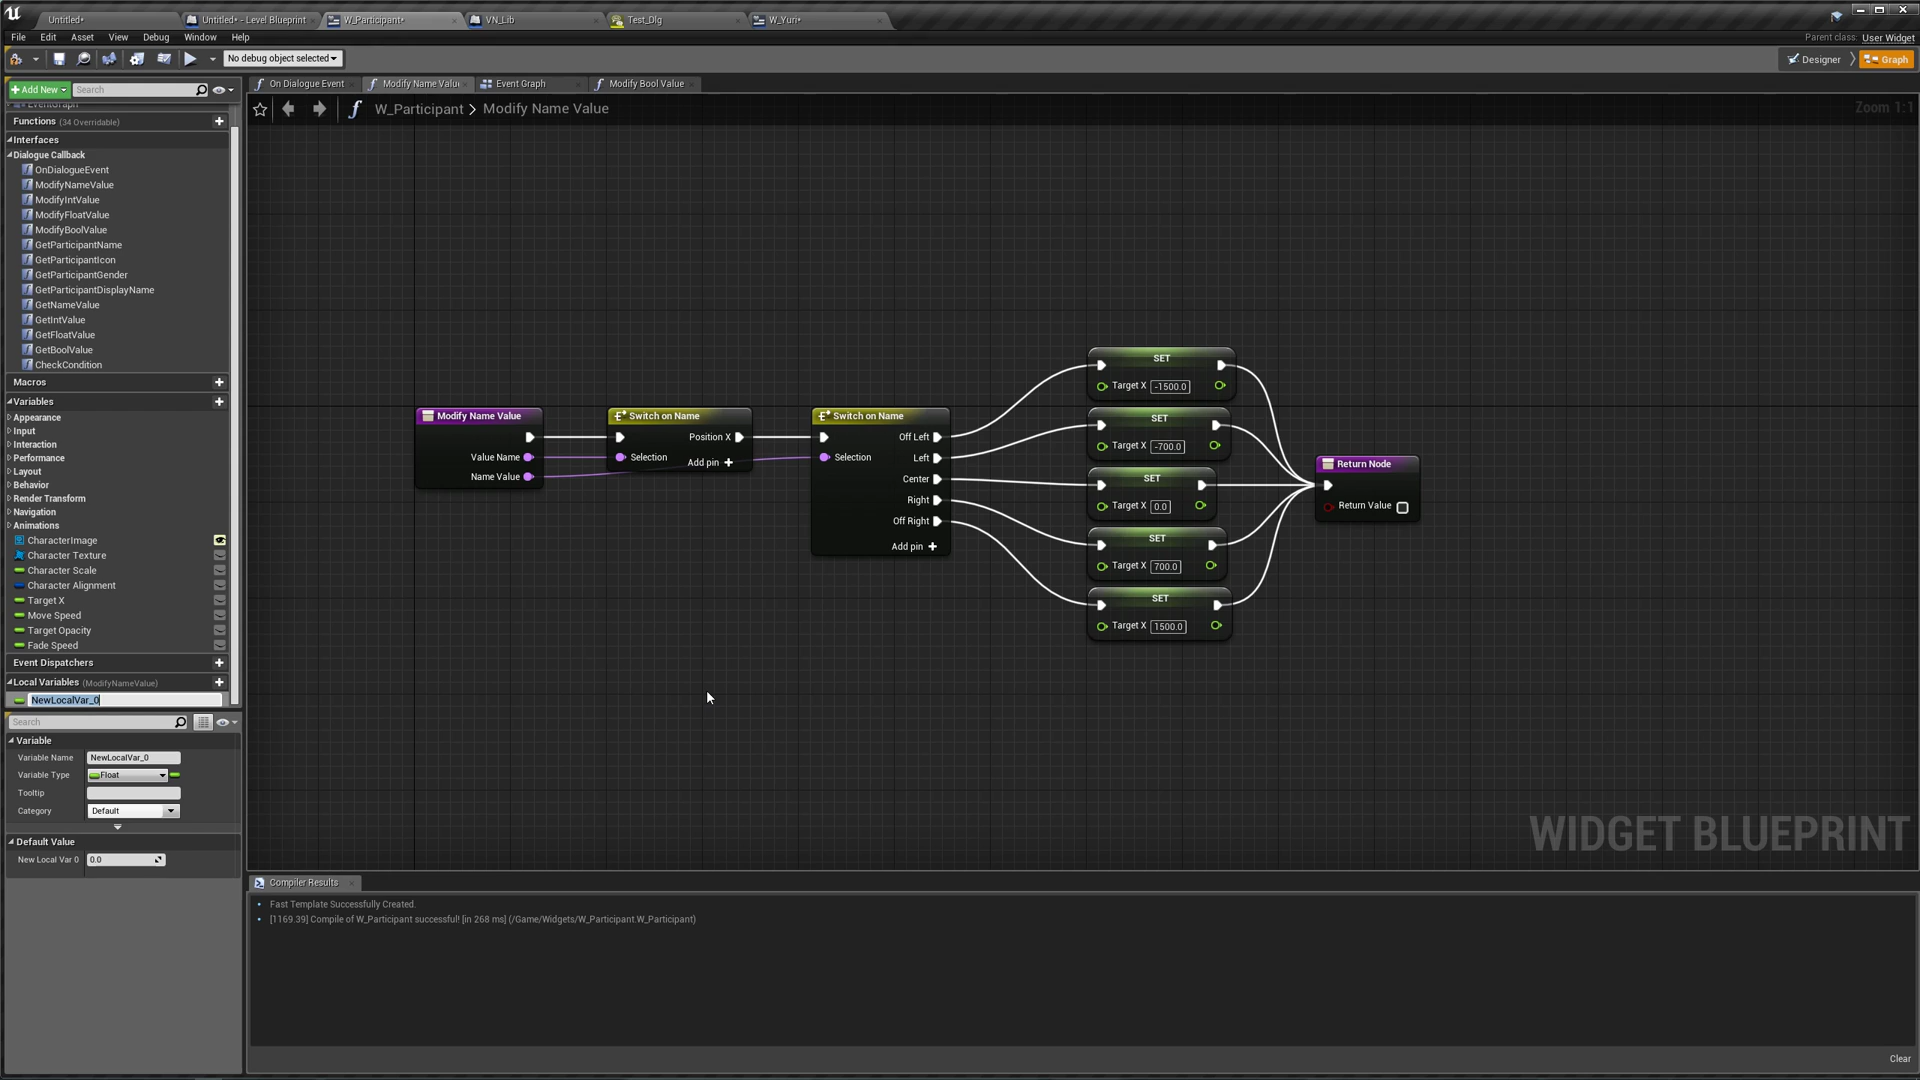 Untitled*
Untitled* - Level Blueprint
W_Participant*
VN_Lib
Test_Dlg
W_Yuri*
File Edit Asset View Debug Window Help
Parent class: User Widget
No debug object selected
Designer
Graph
Add New
Search
On Dialogue Event
Modify Name Value
Event Graph
Modify Bool Value
W_Participant > Modify Name Value
Zoom 1:1
EventGraph
Functions (34 Overridable)
Interfaces
Dialogue Callback
OnDialogueEvent
ModifyNameValue
ModifyIntValue
ModifyFloatValue
ModifyBoolValue
GetParticipantName
GetParticipantIcon
GetParticipantGender
GetParticipantDisplayName
GetNameValue
GetIntValue
GetFloatValue
GetBoolValue
CheckCondition
Macros
Variables
Appearance
Input
Interaction
Performance
Layout
Behavior
Render Transform
Navigation
Animations
CharacterImage
Character Texture
Character Scale
Character Alignment
Target X
Move Speed
Target Opacity
Fade Speed
Event Dispatchers
Local Variables (ModifyNameValue)
NewLocalVar_0
Search
Variable
Variable Name NewLocalVar_0
Variable Type Float
Tooltip
Category Default
Default Value
New Local Var 0 0.0
Modify Name Value
Value Name
Name Value
Switch on Name
Position X
Selection
Add pin
Switch on Name
Off Left
Selection
Left
Center
Right
Off Right
Add pin
SET
Target X -1500.0
SET
Target X -700.0
SET
Target X 0.0
SET
Target X 700.0
SET
Target X 1500.0
Return Node
Return Value
WIDGET BLUEPRINT
Compiler Results
Fast Template Successfully Created.
[1169.39] Compile of W_Participant successful! [in 268 ms] (/Game/Widgets/W_Participant.W_Participant)
Clear